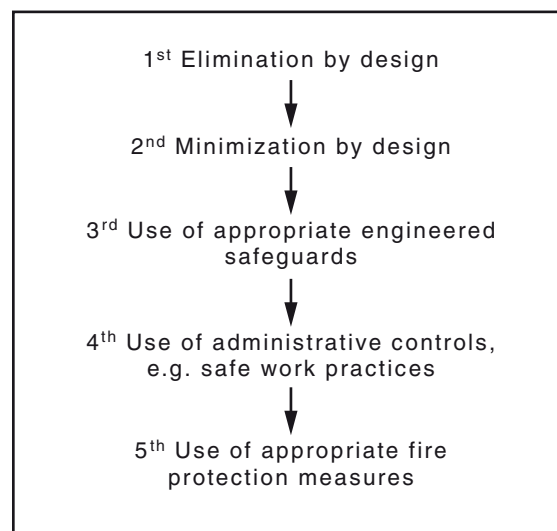 1st Elimination by design
2nd Minimization by design
3rd Use of appropriate engineered
safeguards
4th Use of administrative controls,
e.g. safe work practices
5th Use of appropriate fire
protection measures